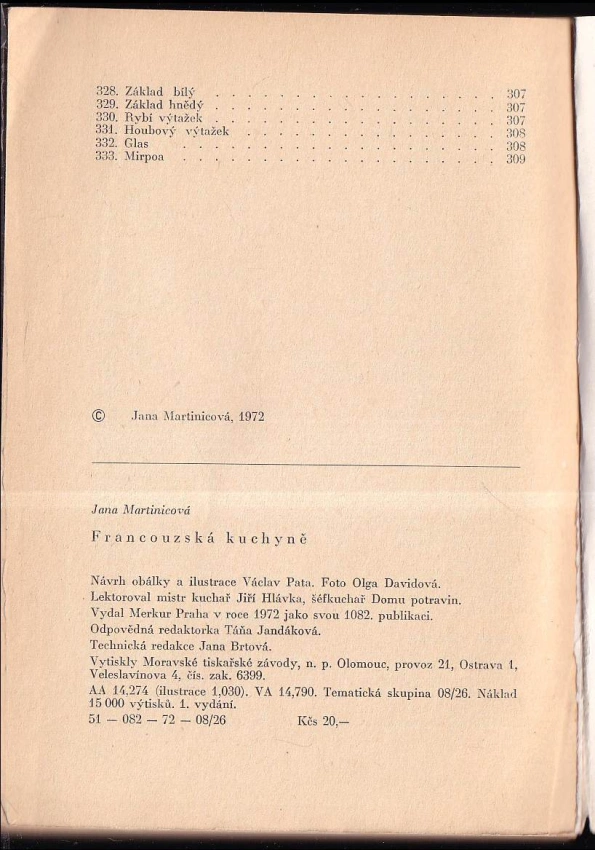 328. Základ bílý . . . . . . . . . . . . . . . . 307
329. Základ hnědý . . . . . . . . . . . . . . . . 307
330. Rybí výtažek . . . . . . . . . . . . . . . . 307
331. Houbový výtažek . . . . . . . . . . . . . . . 308
332. Glas . . . . . . . . . . . . . . . . . 308
333. Mirpoa . . . . . . . . . . . . . . . . . 309
© Jana Martinicová, 1972
Jana Martinicová
Francouzská kuchyně
Návrh obálky a ilustrace Václav Pata. Foto Olga Davidová.
Lektoroval mistr kuchař Jiří Hlávka, šéfkuchař Domu potravin.
Vydal Merkur Praha v roce 1972 jako svou 1082. publikaci.
Odpovědná redaktorka Táňa Jandáková.
Technická redakce Jana Brtová.
Vytiskly Moravské tiskařské závody, n. p. Olomouc, provoz 21, Ostrava 1,
Veleslavínova 4, čís. zak. 6399.
AA 14,274 (ilustrace 1,030). VA 14,790. Tematická skupina 08/26. Náklad
15 000 výtisků. 1. vydání.
51 — 082 — 72 — 08/26 Kčs 20,—